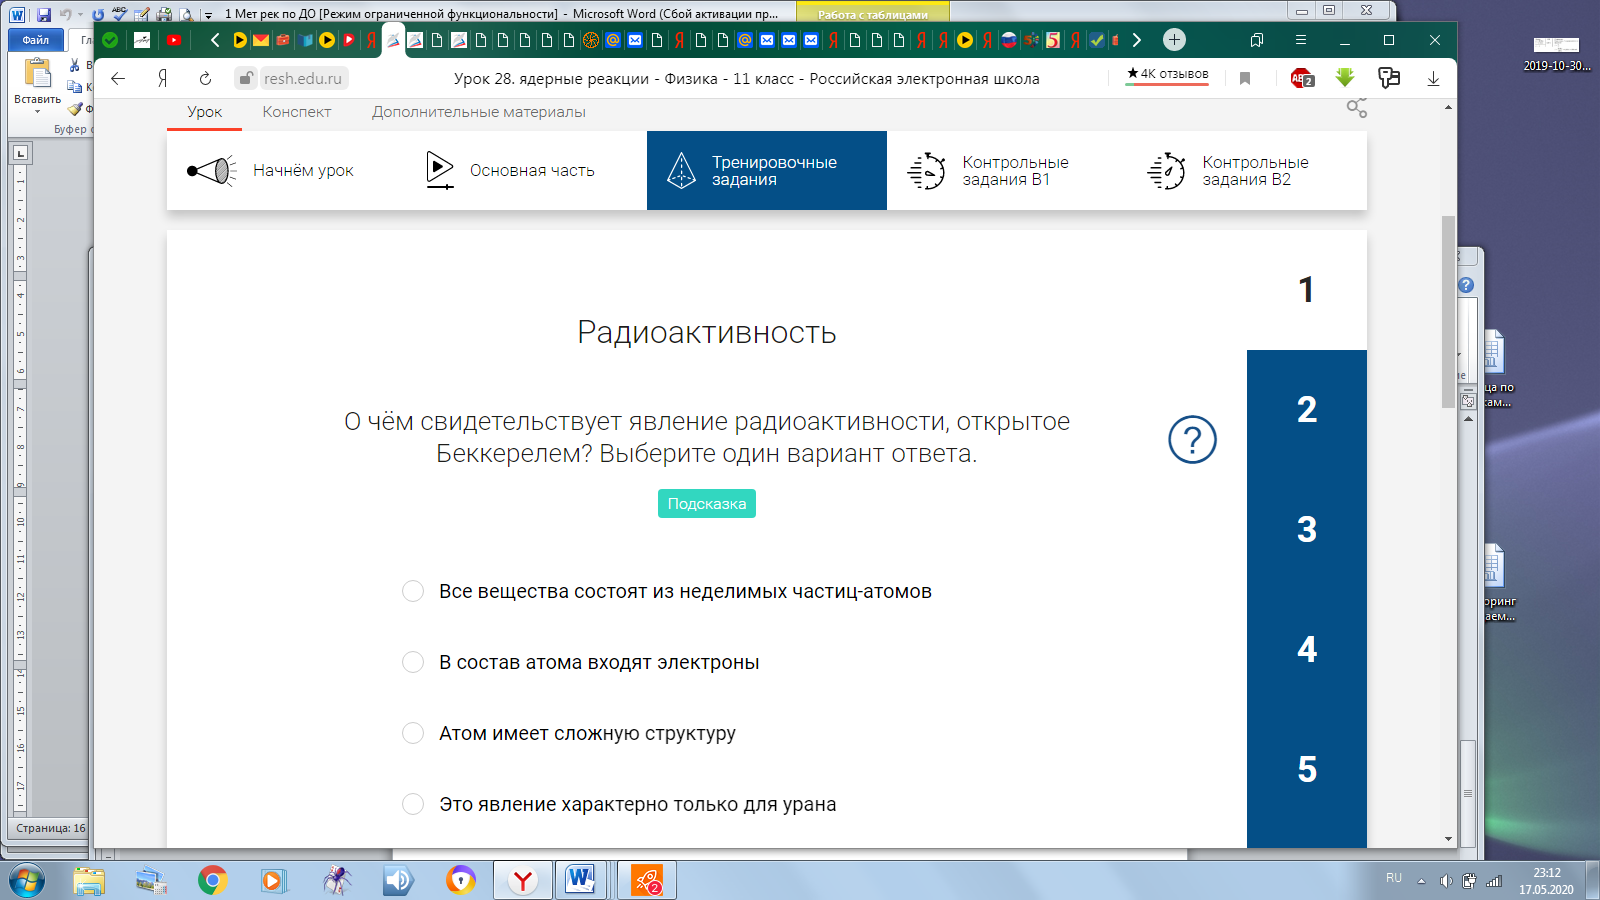 1 Мет рек по ДО [Режим ограниченной функциональности] - Microsoft Word (Сбой активации пр...
Работа с таблицами
Файл
Вставить
resh.edu.ru
Урок 28. ядерные реакции - Физика - 11 класс - Российская электронная школа
★4K отзывов
2019-10-30...
Урок
Конспект
Дополнительные материалы
Начнём урок
Основная часть
Тренировочные
задания
Контрольные
задания В1
Контрольные
задания В2
Радиоактивность
О чём свидетельствует явление радиоактивности, открытое
Беккерелем? Выберите один вариант ответа.
?
Подсказка
Все вещества состоят из неделимых частиц-атомов
В состав атома входят электроны
Атом имеет сложную структуру
Это явление характерно только для урана
1
2
3
4
5
Страница: 16
RU
23:12
17.05.2020